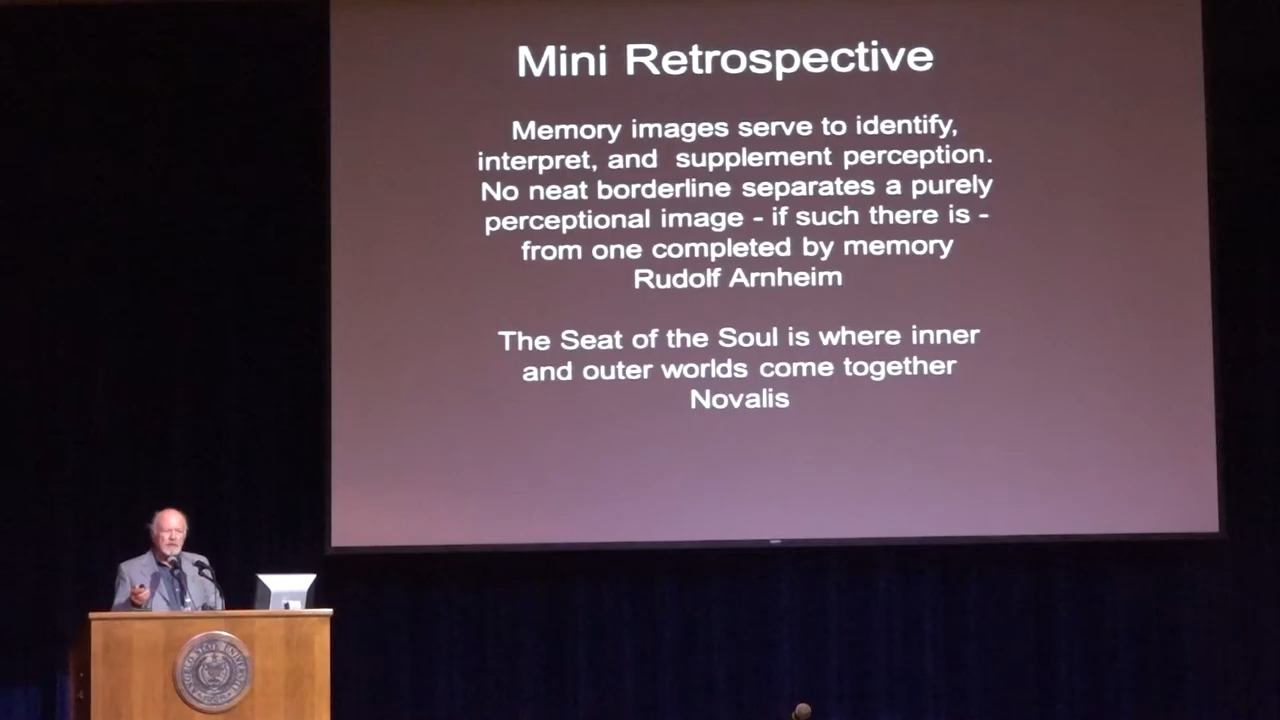 Mini Retrospective
Memory images serve to identify,
interpret, and supplement perception.
No neat borderline separates a purely
perceptional image - if such there is -
from one completed by memory
Rudolf Arnheim
The Seat of the Soul is where inner
and outer worlds come together
Novalis
STATE